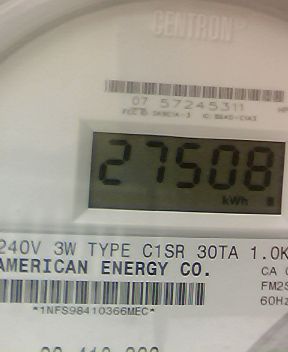 CENTRON®
07 57245311
27508
kWh
240V 3W TYPE C1SR 30TA 1.0K
AMERICAN ENERGY CO.
CA
FM2S
60Hz
*1NFS98410366MEC*